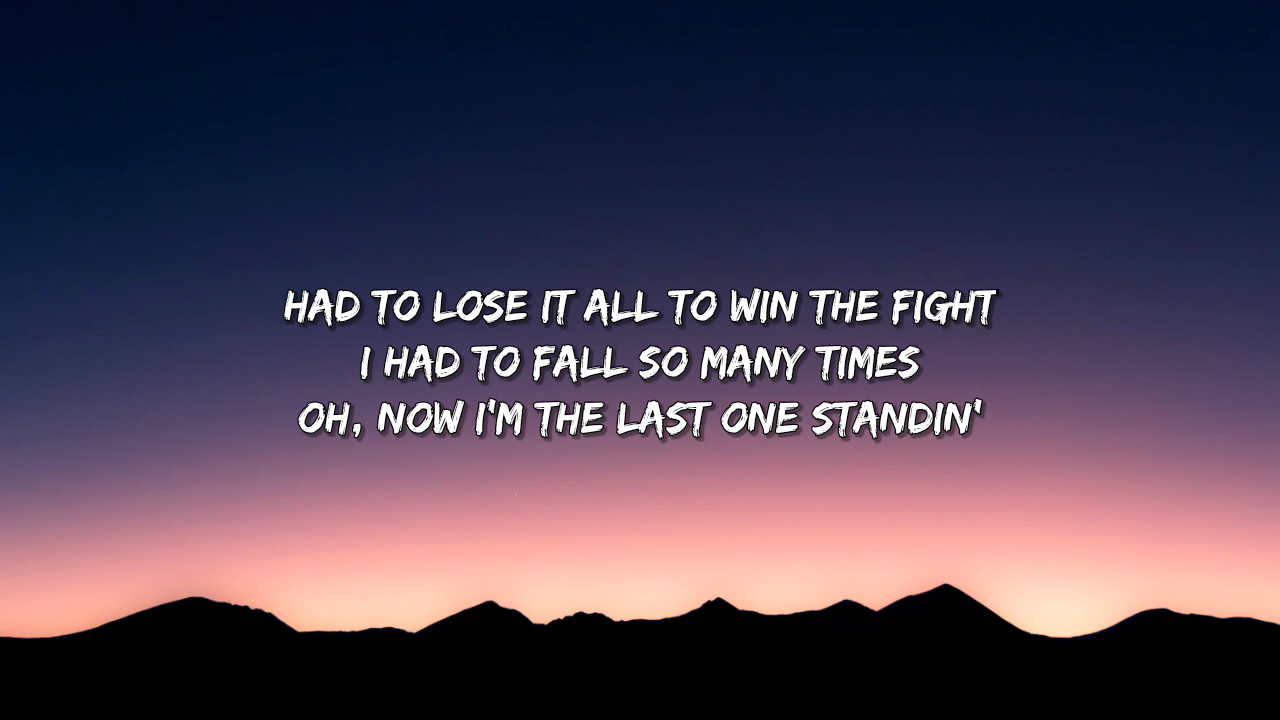 HAD TO LOSE IT ALL TO WIN THE FIGHT
I HAD TO FALL SO MANY TIMES
OH, NOW I'M THE LAST ONE STANDIN'